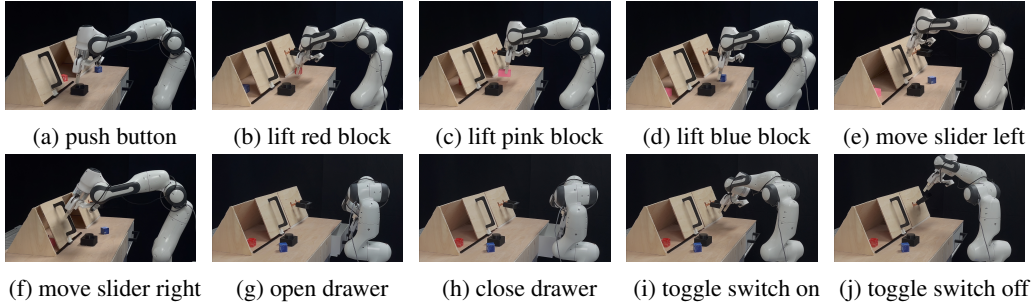 (a) push button (b) lift red block (c) lift pink block (d) lift blue block (e) move slider left
(f) move slider right (g) open drawer (h) close drawer (i) toggle switch on (j) toggle switch off